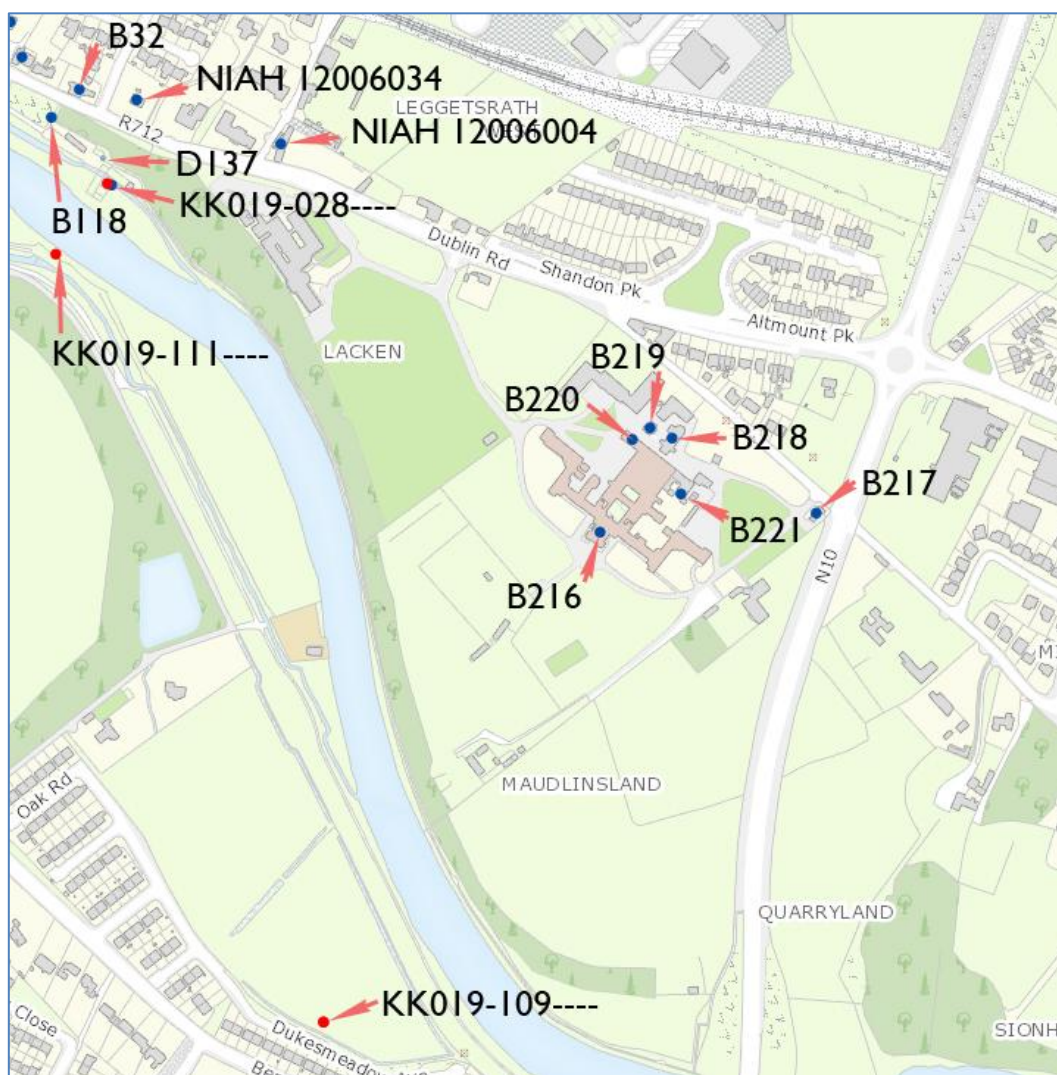 B32
NIAH 12006034
LEGGETSRATH
NIAH 12006004
R712
D137
KK019-028----
B118
Dublin Rd
Shandon Pk
Altmount Pk
KK019-111----
LACKEN
B219
B220
B218
B217
B221
B216
N10
Oak Rd
MAUDLINSLAND
QUARRYLAND
KK019-109----
Close
Dukesmeadow
SIONH